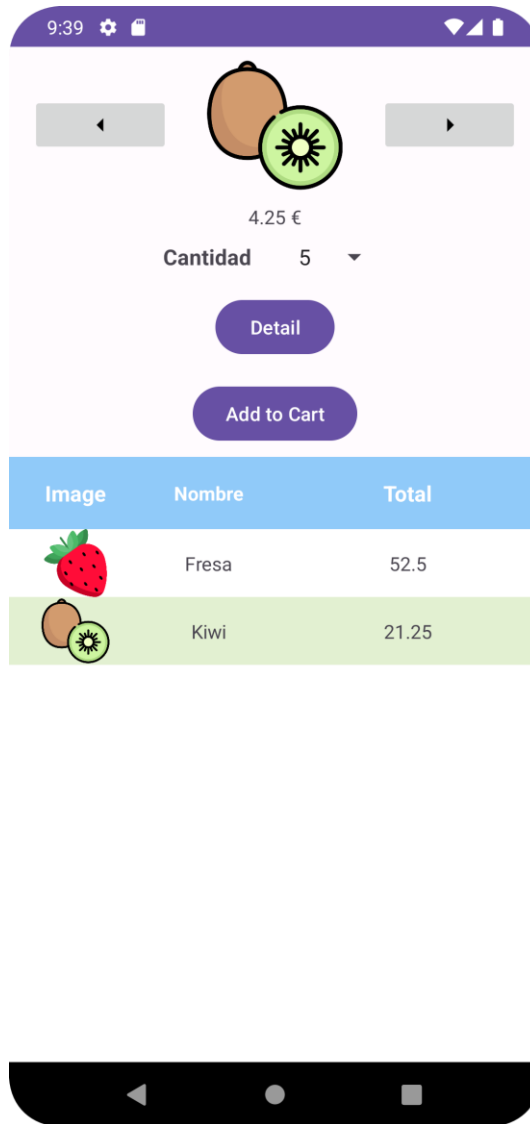 9:39
4.25 €
Cantidad 5
Detail
Add to Cart
Image Nombre Total
Fresa 52.5
Kiwi 21.25